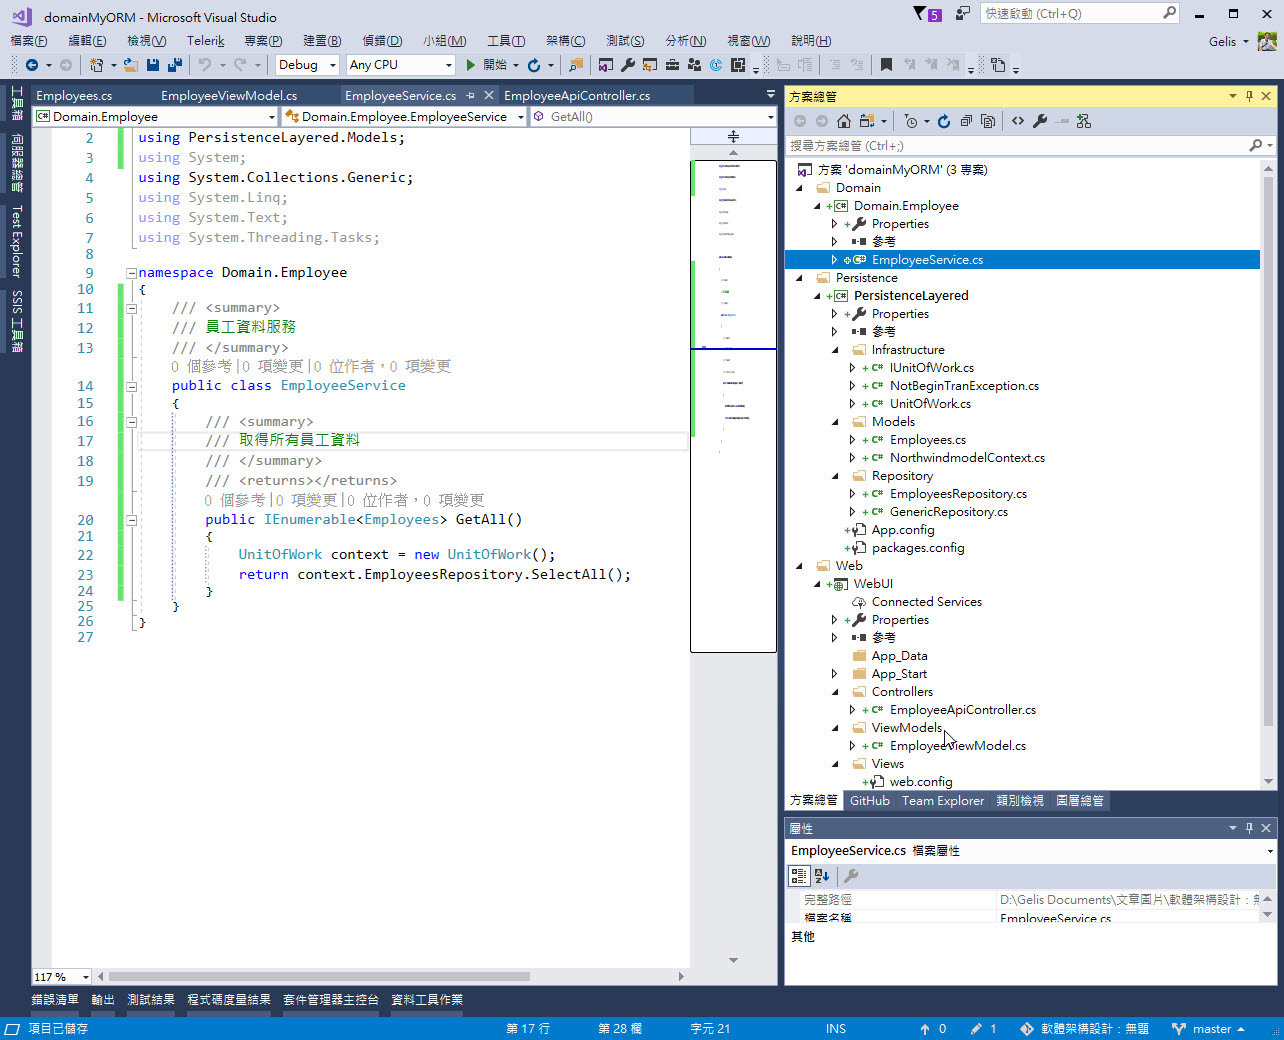 domainMyORM - Microsoft Visual Studio
5
快速啟動 (Ctrl+Q)
檔案(F) 編輯(E) 檢視(V) Telerik 專案(P) 建置(B) 偵錯(D) 小組(M) 工具(T) 架構(C) 測試(S) 分析(N) 視窗(W) 說明(H) Gelis
Debug Any CPU 開始
工具箱
伺服器總管
Test Explorer
SSIS 工具箱
Employees.cs EmployeeViewModel.cs EmployeeService.cs EmployeeApiController.cs
Domain.Employee Domain.Employee.EmployeeService GetAll()
2 using PersistenceLayered.Models;
3 using System;
4 using System.Collections.Generic;
5 using System.Linq;
6 using System.Text;
7 using System.Threading.Tasks;
8
9 namespace Domain.Employee
10 {
11 /// <summary>
12 /// 員工資料服務
13 /// </summary>
0 個參考|0 項變更|0 位作者，0 項變更
14 public class EmployeeService
15 {
16 /// <summary>
17 /// 取得所有員工資料
18 /// </summary>
19 /// <returns></returns>
0 個參考|0 項變更|0 位作者，0 項變更
20 public IEnumerable<Employees> GetAll()
21 {
22 UnitOfWork context = new UnitOfWork();
23 return context.EmployeesRepository.SelectAll();
24 }
25 }
26 }
27
117 %
方案總管
搜尋方案總管 (Ctrl+;)
方案 'domainMyORM' (3 專案)
Domain
Domain.Employee
Properties
參考
EmployeeService.cs
Persistence
PersistenceLayered
Properties
參考
Infrastructure
IUnitOfWork.cs
NotBeginTranException.cs
UnitOfWork.cs
Models
Employees.cs
NorthwindmodelContext.cs
Repository
EmployeesRepository.cs
GenericRepository.cs
App.config
packages.config
Web
WebUI
Connected Services
Properties
參考
App_Data
App_Start
Controllers
EmployeeApiController.cs
ViewModels
EmployeeViewModel.cs
Views
web.config
方案總管 GitHub Team Explorer 類別檢視 圖層總管
屬性
EmployeeService.cs 檔案屬性
完整路徑 D:\Gelis Documents\文章圖片\軟體架構設計：無
檔案名稱 EmployeeService.cs
其他
錯誤清單 輸出 測試結果 程式碼度量結果 套件管理器主控台 資料工具作業
項目已儲存 第 17 行 第 28 欄 字元 21 INS 0 1 軟體架構設計：無題 master